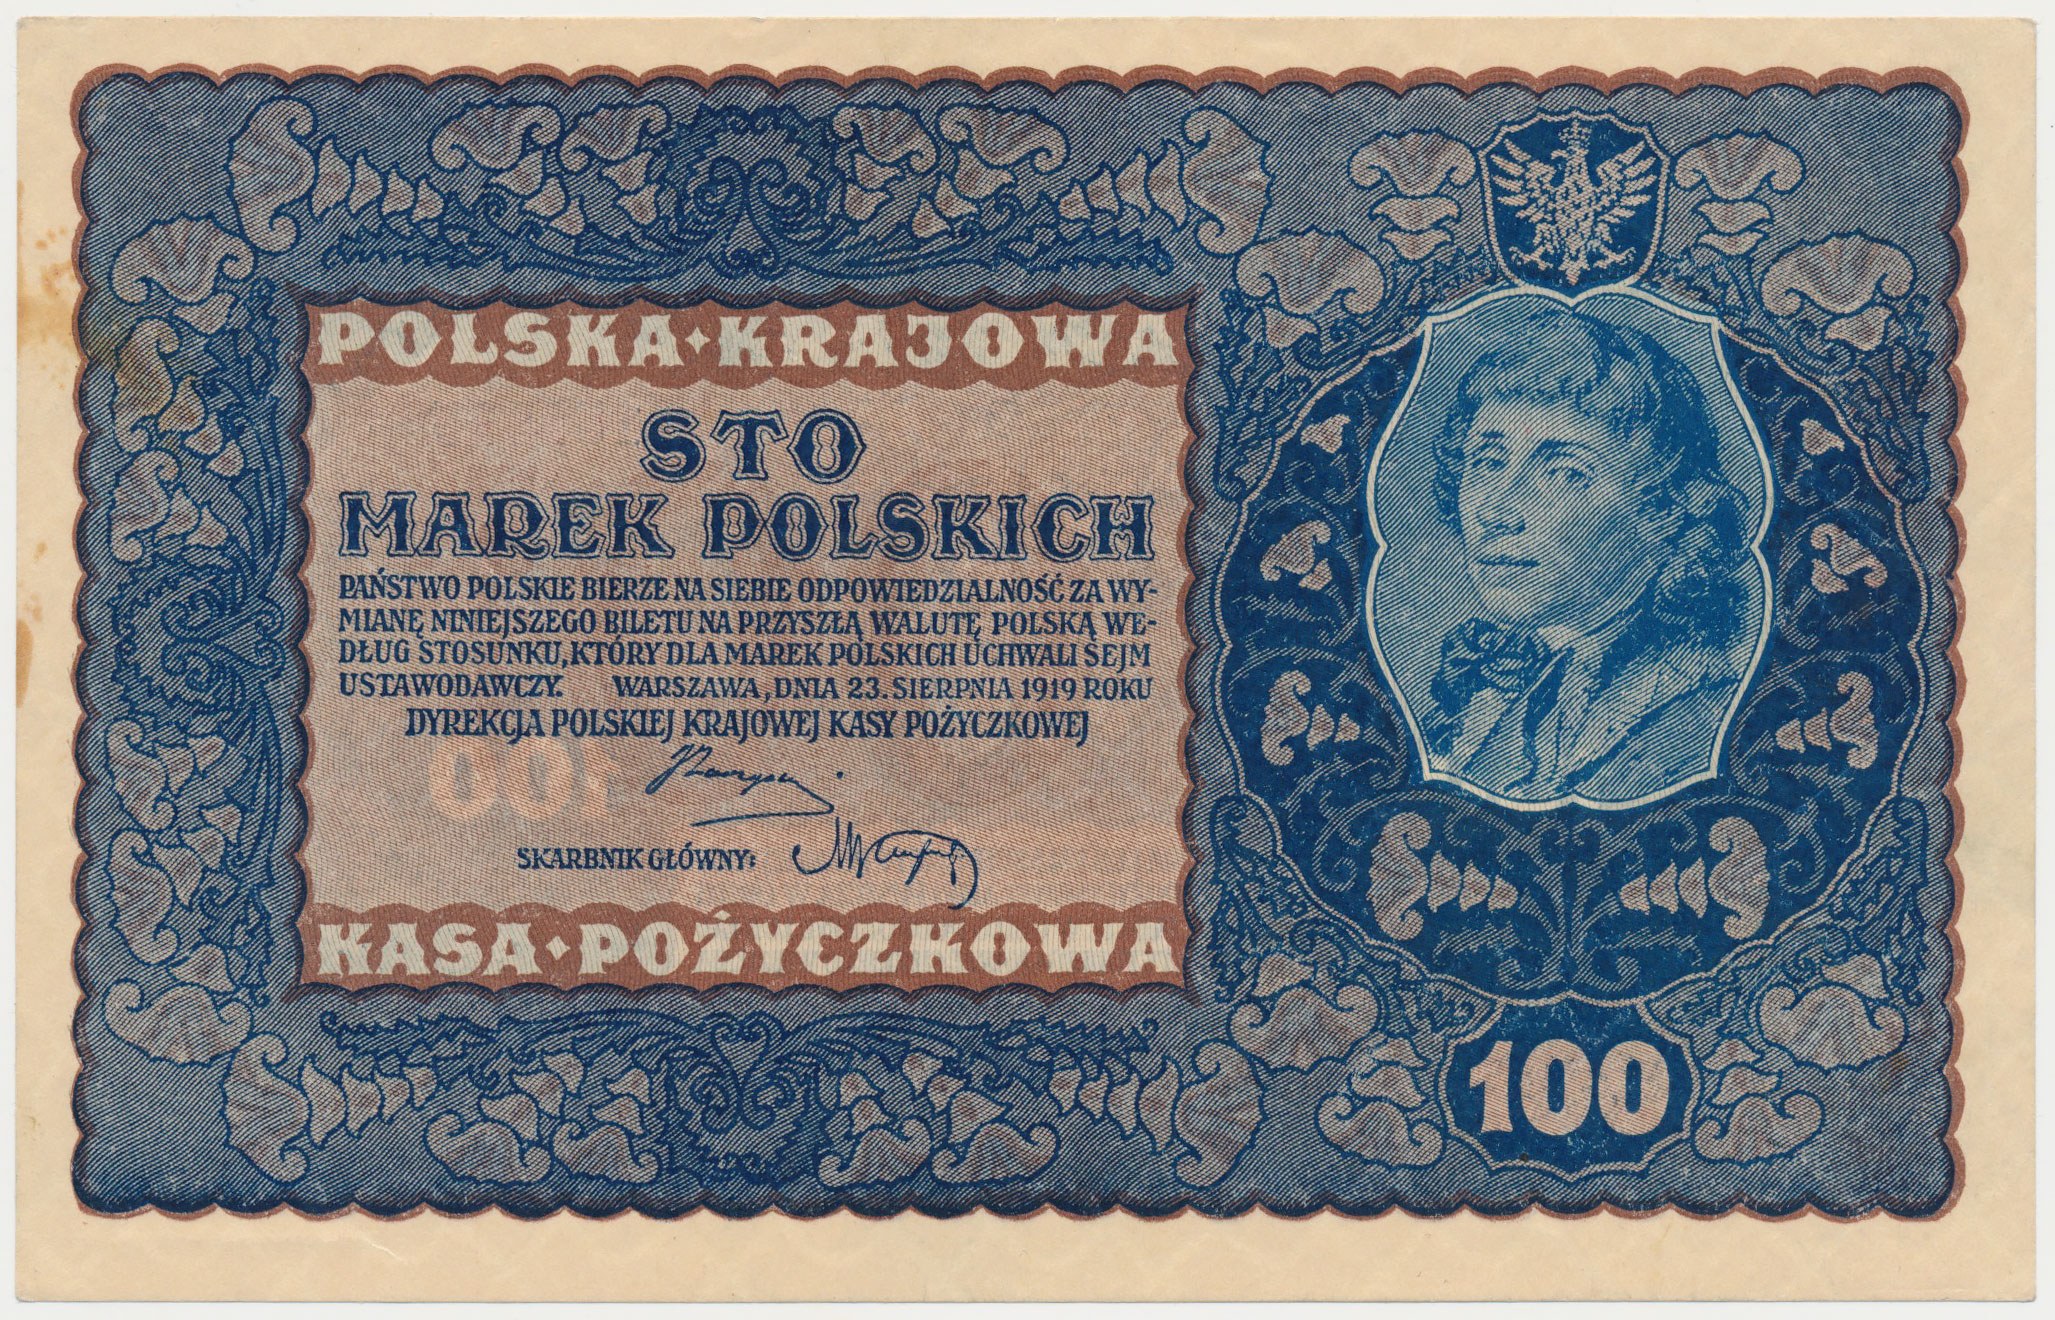 POLSKA·KRAJOWA
STO
MAREK POLSKICH
PAŃSTWO POLSKIE BIERZE NA SIEBIE ODPOWIEDZIALNOŚĆ ZA WY-
MIANĘ NINIEJSZEGO BILETU NA PRZYSZŁĄ WALUTĘ POLSKĄ WE-
DŁUG STOSUNKU, KTÓRY DLA MAREK POLSKICH UCHWALI SEJM
USTAWODAWCZY. WARSZAWA, DNIA 23. SIERPNIA 1919 ROKU
DYREKCJA POLSKIEJ KRAJOWEJ KASY POŻYCZKOWEJ
SKARBNIK GŁÓWNY:
KASA·POŻYCZKOWA
100